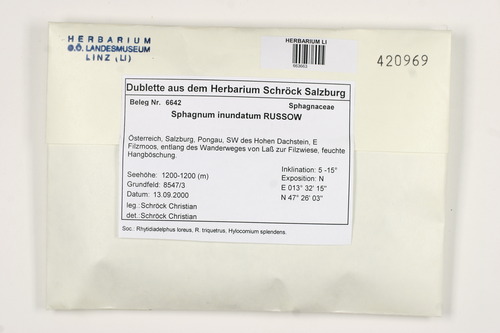 HERBARIUM
O.Ö. LANDESMUSEUM
LINZ (LI)
HERBARIUM LI
420969
Dublette aus dem Herbarium Schröck Salzburg
Beleg Nr. 6642 Sphagnaceae
Sphagnum inundatum RUSSOW
Österreich, Salzburg, Pongau, SW des Hohen Dachstein, E
Filzmoos, entlang des Wanderweges von Laß zur Filzwiese, feuchte
Hangböschung.
Inklination: 5 -15°
Seehöhe: 1200-1200 (m) Exposition: N
Grundfeld: 8547/3 E 013° 32' 15"
Datum: 13.09.2000 N 47° 26' 03"
leg.: Schröck Christian
det.: Schröck Christian
Soc.: Rhytidiadelphus loreus, R. triquetrus, Hylocomium splendens.